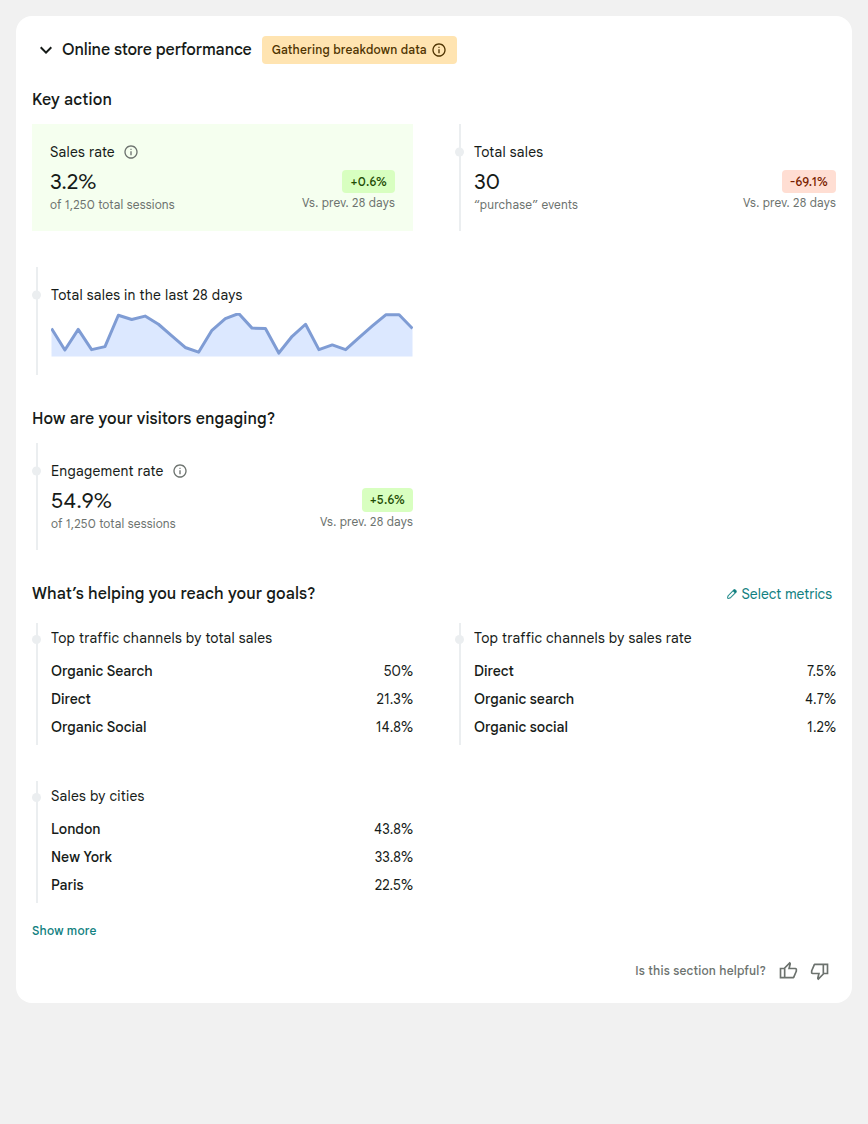 Online store performance
Gathering breakdown data
Key action
Sales rate
3.2%
+0.6%
of 1,250 total sessions
Vs. prev. 28 days
Total sales
30
-69.1%
“purchase” events
Vs. prev. 28 days
Total sales in the last 28 days
How are your visitors engaging?
Engagement rate
54.9%
+5.6%
of 1,250 total sessions
Vs. prev. 28 days
What’s helping you reach your goals?
Select metrics
Top traffic channels by total sales
Organic Search 50%
Direct 21.3%
Organic Social 14.8%
Top traffic channels by sales rate
Direct 7.5%
Organic search 4.7%
Organic social 1.2%
Sales by cities
London 43.8%
New York 33.8%
Paris 22.5%
Show more
Is this section helpful?